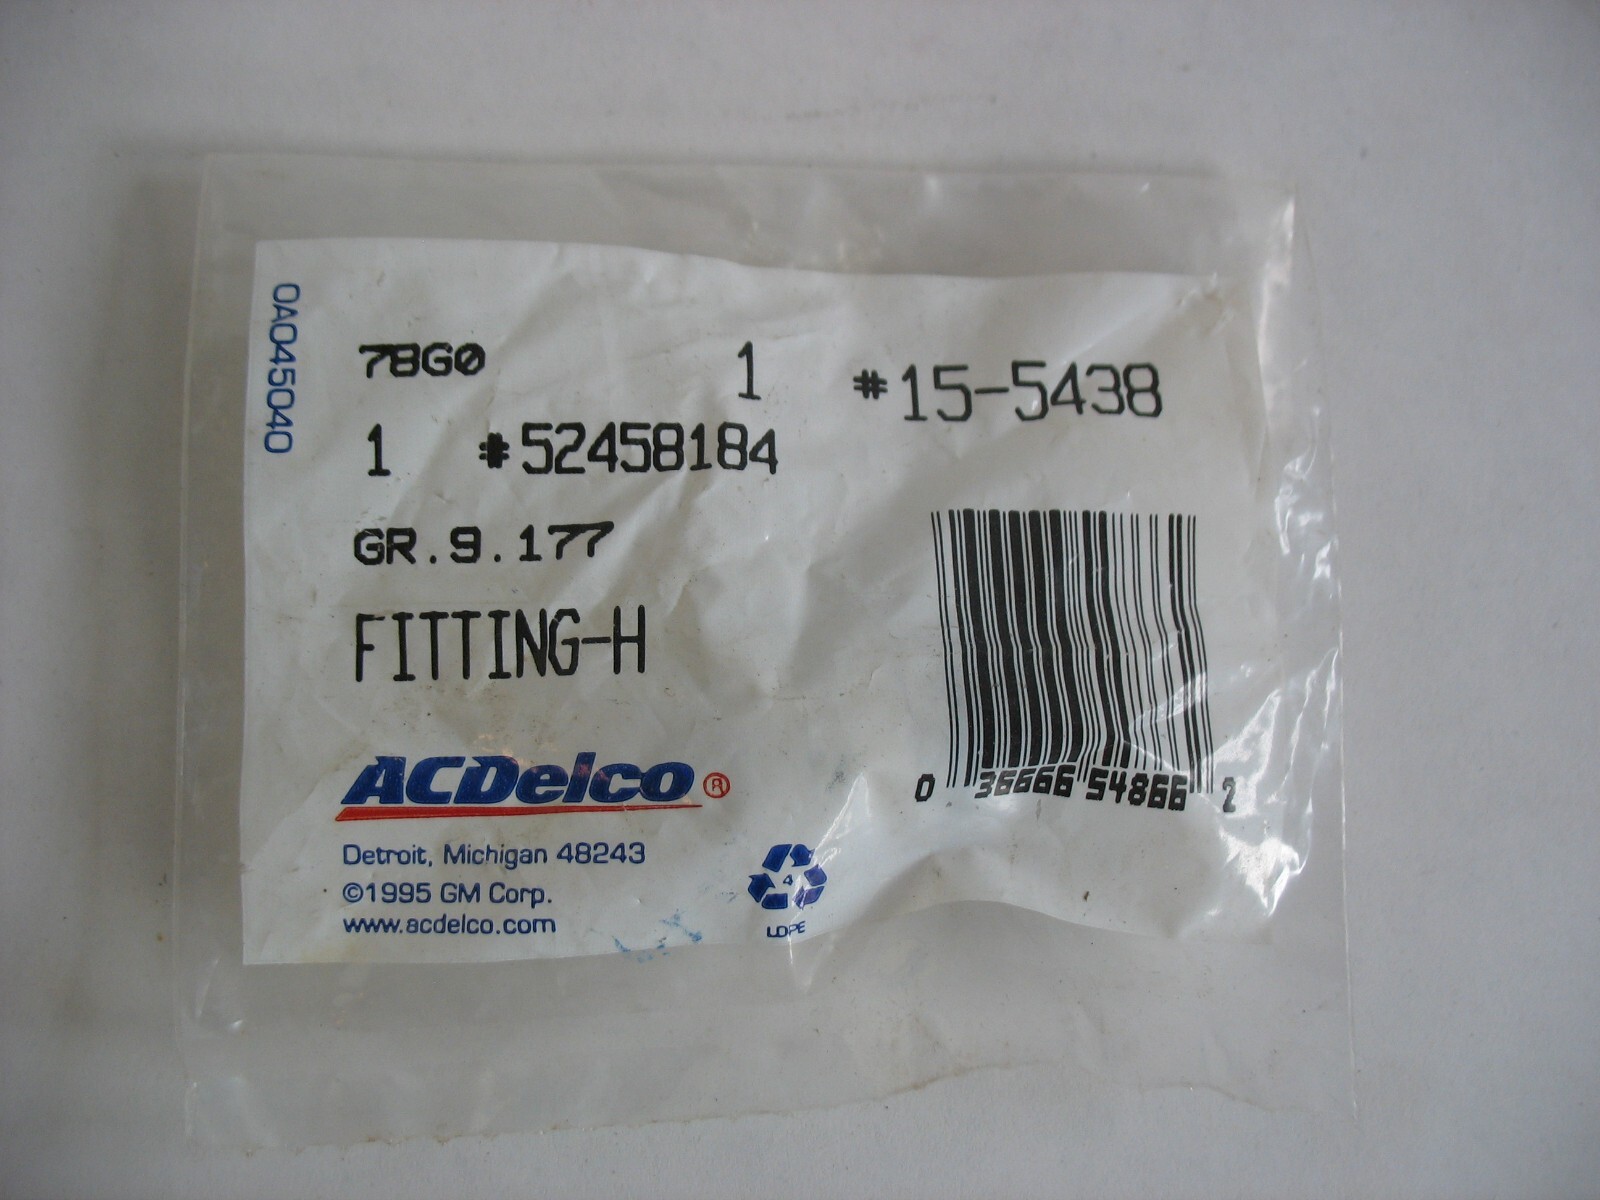 0A045040
78G0 1 #15-5438
1 #52458184
GR.9.177
FITTING-H
ACDelco®
Detroit, Michigan 48243
©1995 GM Corp.
www.acdelco.com
4
LDPE
0 36666 54866 2